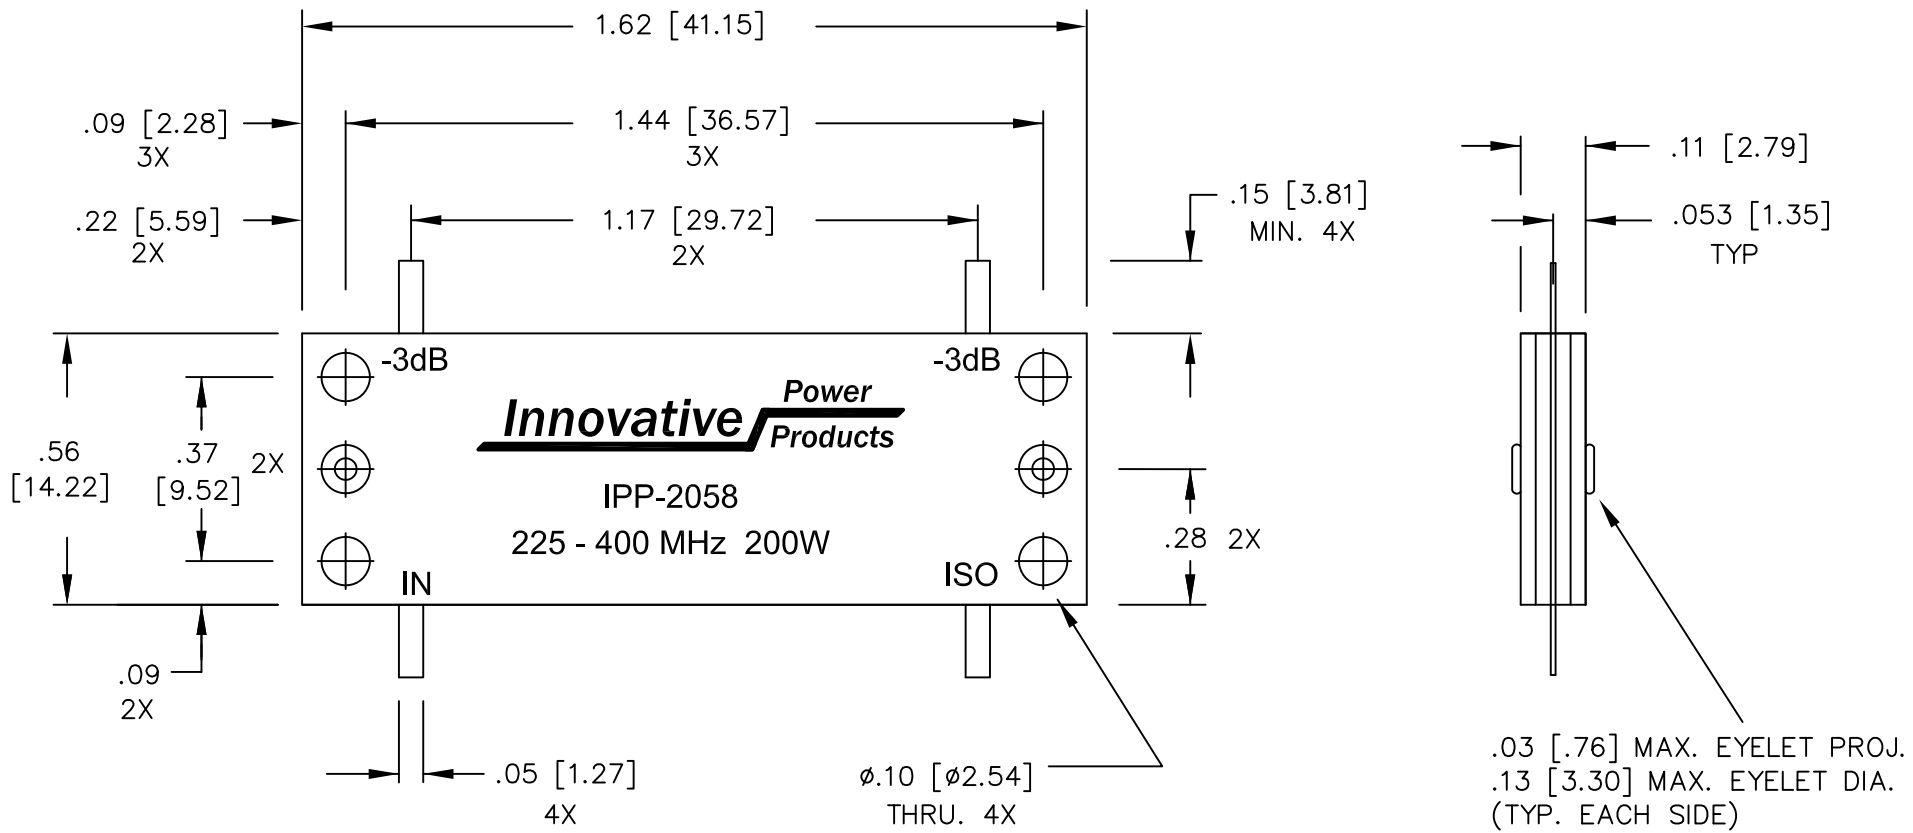 1.62 [41.15]
.09 [2.28]
3X
1.44 [36.57]
3X
.11 [2.79]
.22 [5.59]
2X
1.17 [29.72]
2X
.15 [3.81]
MIN. 4X
.053 [1.35]
TYP
-3dB
-3dB
Innovative
Power
Products
.56
[14.22]
.37
[9.52]
2X
IPP-2058
225 - 400 MHz 200W
.28 2X
IN
ISO
.09
2X
.05 [1.27]
4X
ø.10 [ø2.54]
THRU. 4X
.03 [.76] MAX. EYELET PROJ.
.13 [3.30] MAX. EYELET DIA.
(TYP. EACH SIDE)